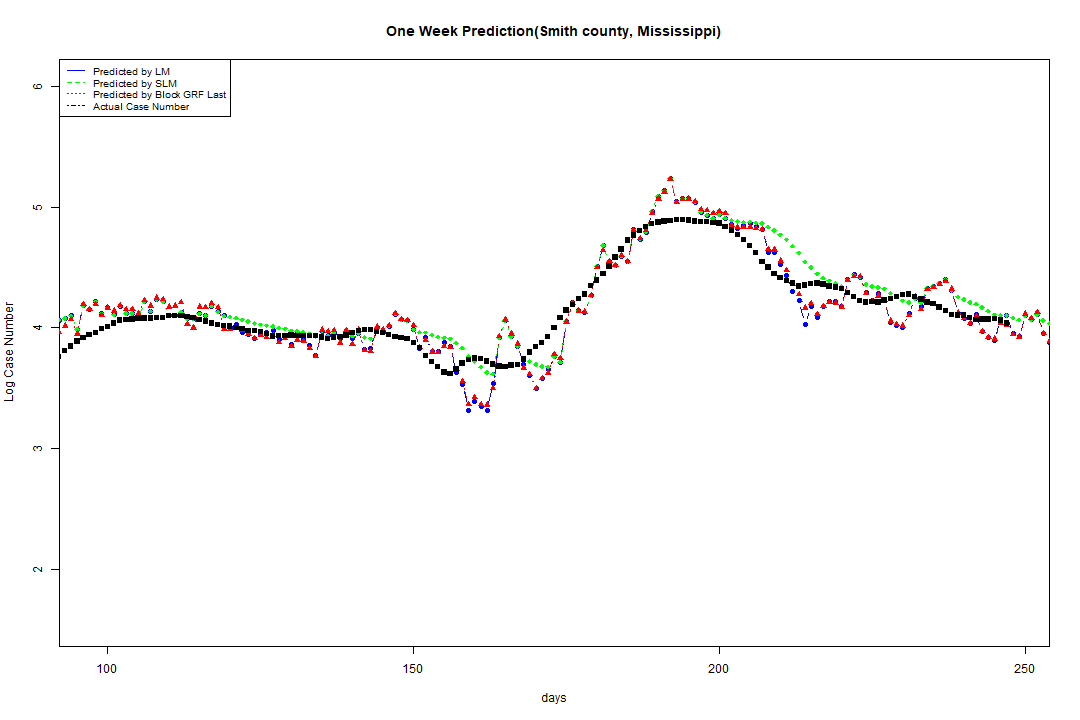 One Week Prediction(Smith county, Mississippi)
Predicted by LM
Predicted by SLM
Predicted by Block GRF Last
Actual Case Number
6
5
4
3
2
Log Case Number
100 150 200 250
days